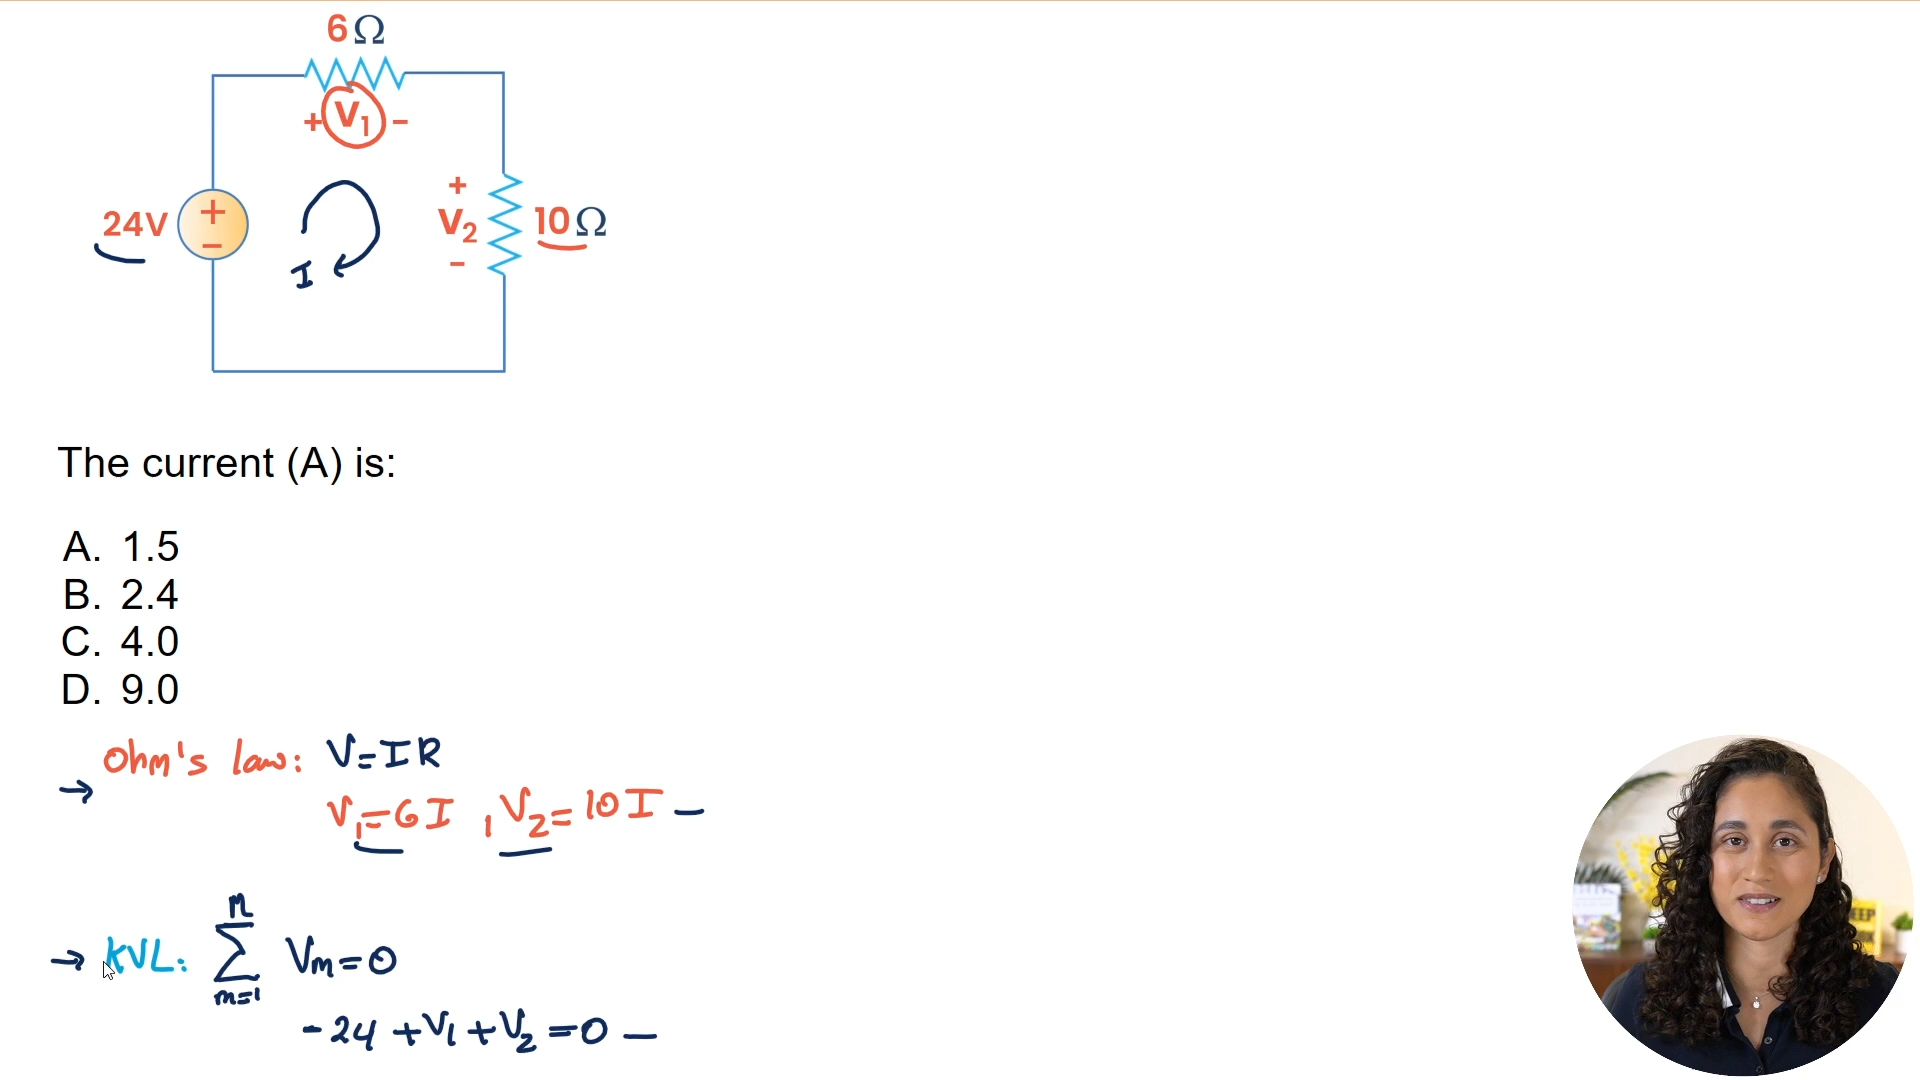 6Ω
+ V₁ -
24V
+
-
I
+
V₂
-
10Ω
The current (A) is:
A. 1.5
B. 2.4
C. 4.0
D. 9.0
→ Ohm's law: V=IR
V₁=6I , V₂=10I -
→ KVL: M ∑ m=1 Vm=0
-24 +V₁ +V₂ =0 -